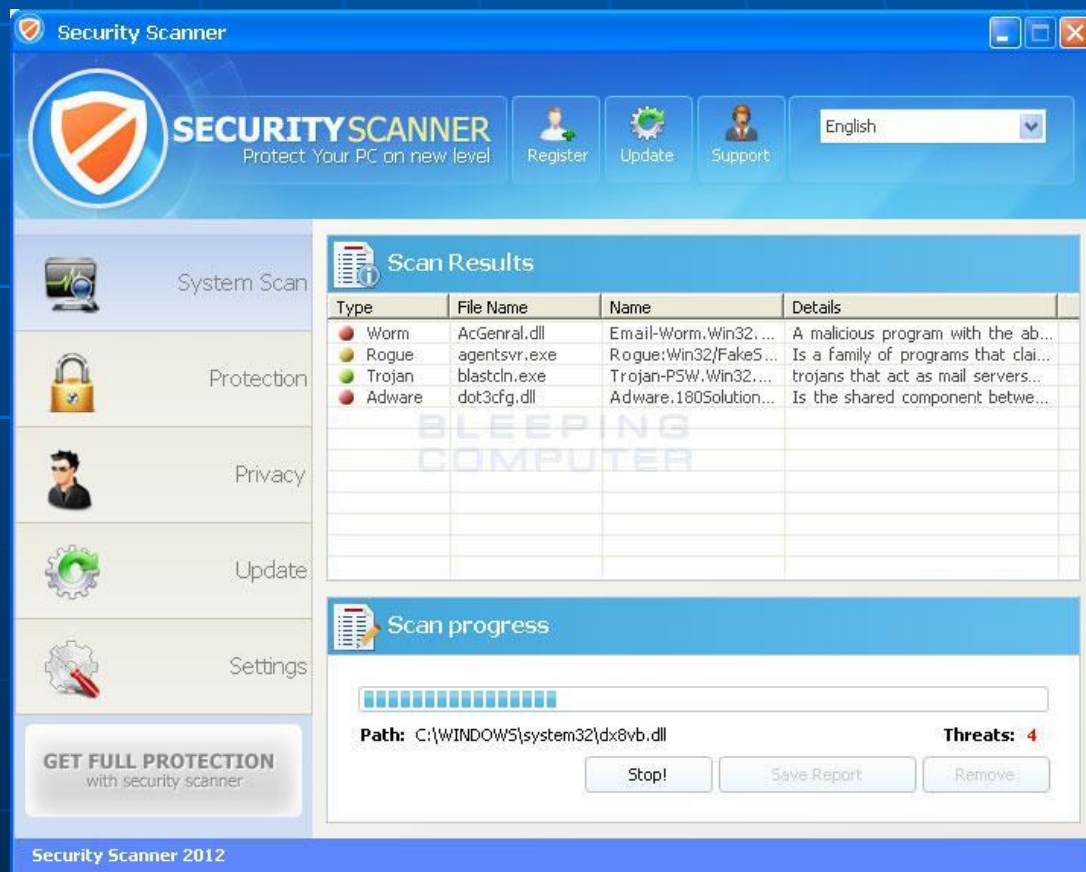 Security Scanner
SECURITYSCANNER
Protect Your PC on new level
Register
Update
Support
English
System Scan
Protection
Privacy
Update
Settings
GET FULL PROTECTION
with security scanner
Scan Results
Type File Name Name Details
Worm AcGenral.dll Email-Worm.Win32.... A malicious program with the ab...
Rogue agentsvr.exe Rogue:Win32/FakeS... Is a family of programs that clai...
Trojan blastcln.exe Trojan-PSW.Win32.... trojans that act as mail servers...
Adware dot3cfg.dll Adware.180Solution... Is the shared component betwe...
BLEEPING
COMPUTER
Scan progress
Path: C:\WINDOWS\system32\dx8vb.dll Threats: 4
Stop! Save Report Remove
Security Scanner 2012